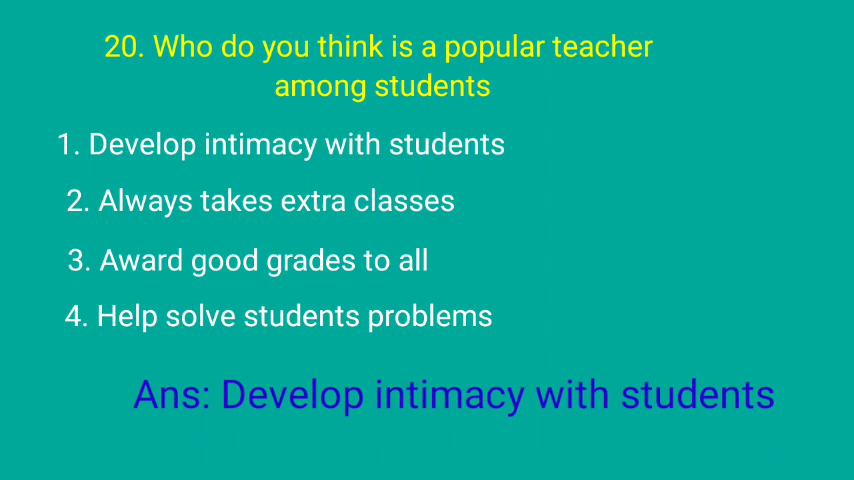 20. Who do you think is a popular teacher
among students
1. Develop intimacy with students
2. Always takes extra classes
3. Award good grades to all
4. Help solve students problems
Ans: Develop intimacy with students